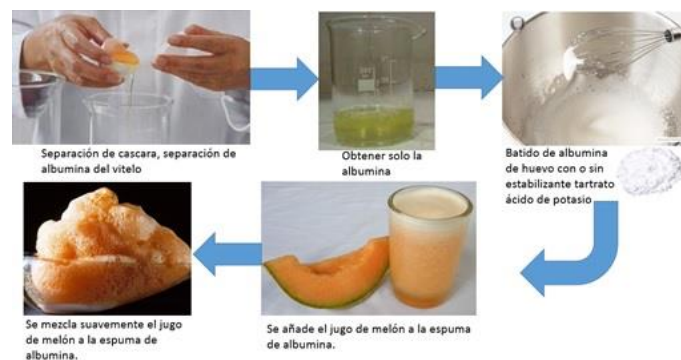 Separación de cascara, separación de
albumina del vitelo
Obtener solo la
albumina
Batido de albumina
de huevo con o sin
estabilizante tartrato
ácido de potasio
Se añade el jugo de melón a la espuma
de albumina.
Se mezcla suavemente el jugo
de melón a la espuma de
albumina.